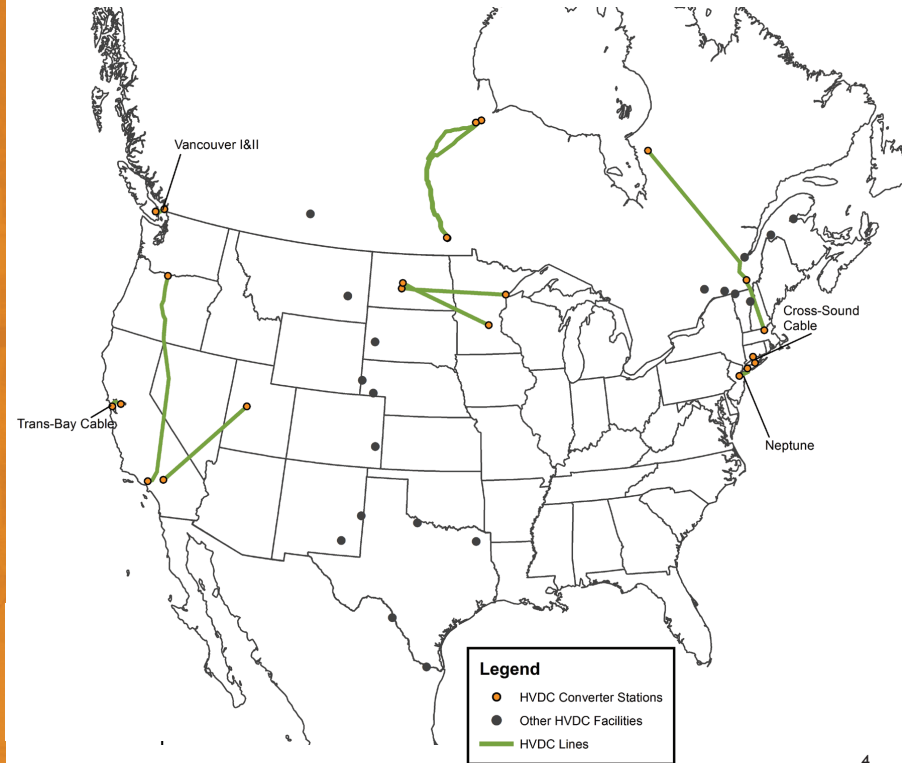 Vancouver I&II
Cross-Sound
Cable
Trans-Bay Cable
Neptune
Legend
HVDC Converter Stations
Other HVDC Facilities
HVDC Lines
4